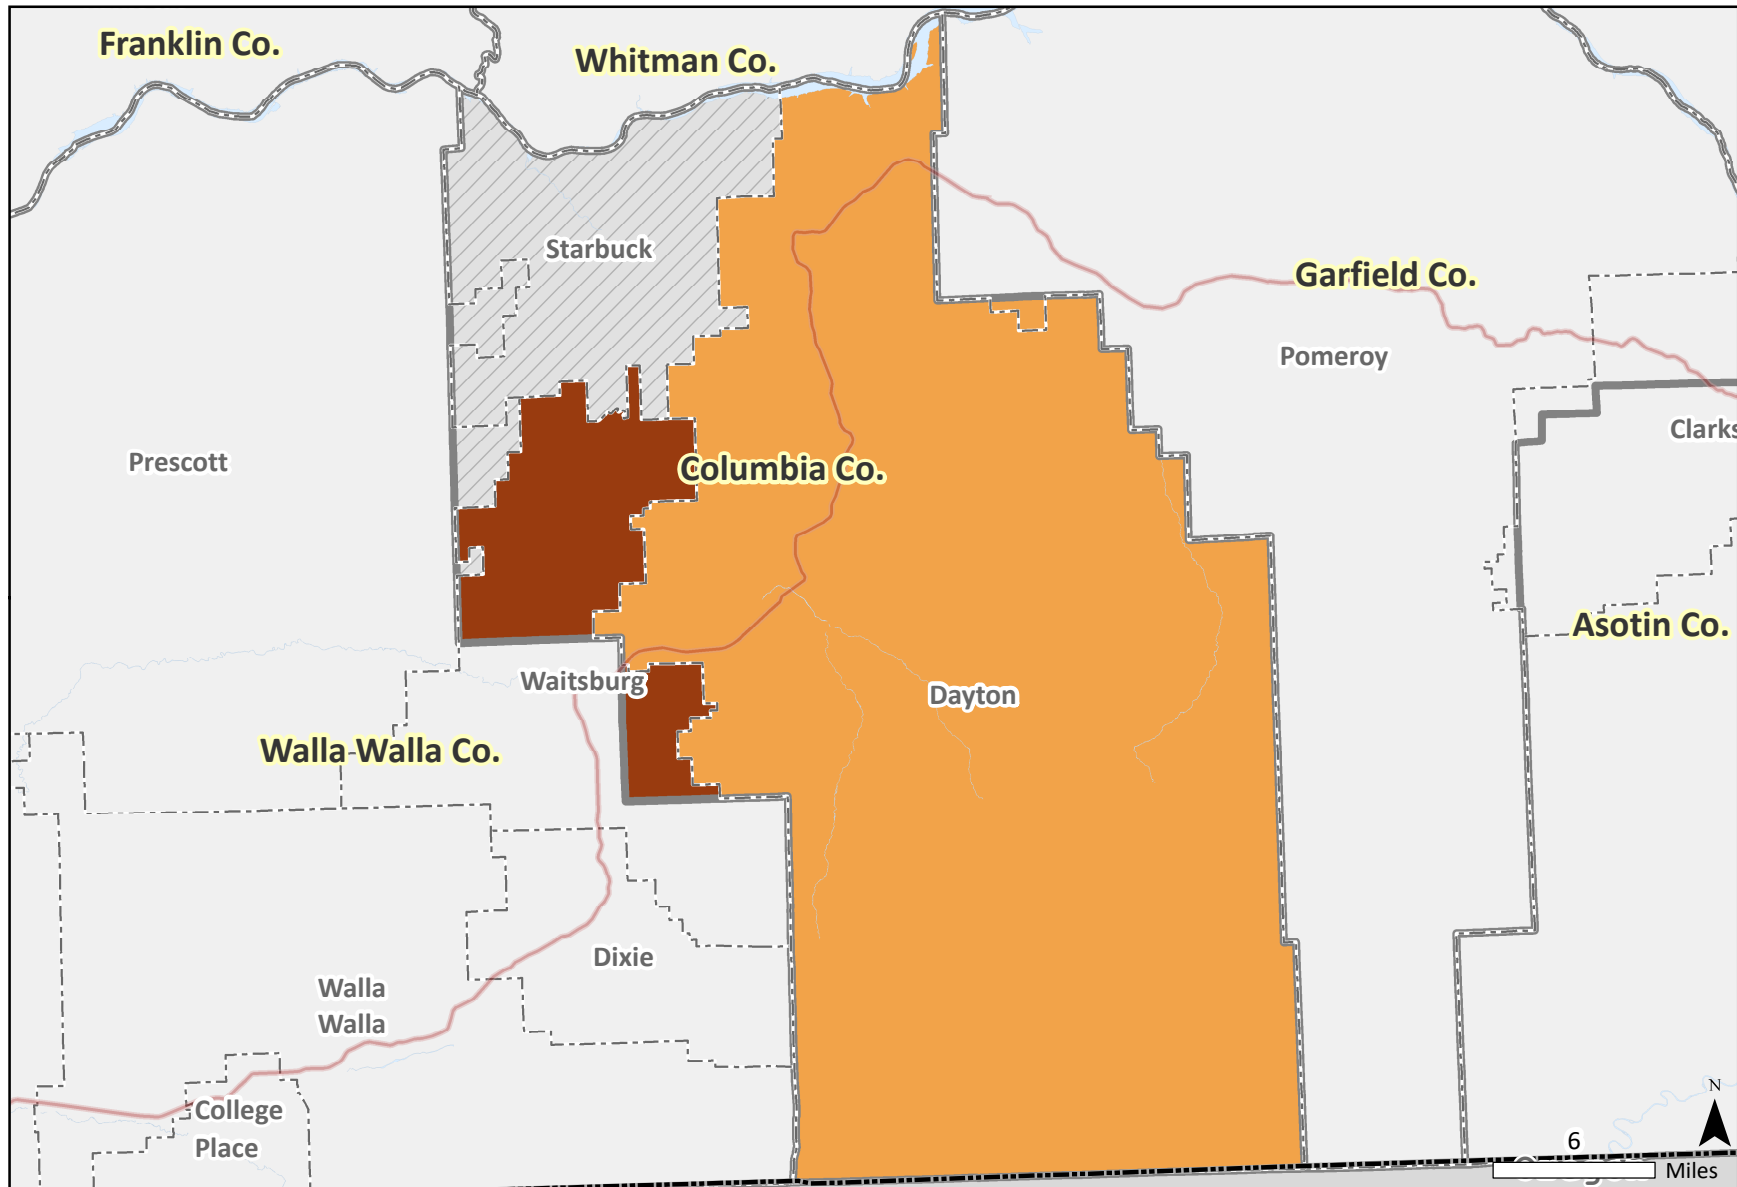 Franklin Co.
Whitman Co.
Starbuck
Garfield Co.
Pomeroy
Clarks
Prescott
Columbia Co.
Asotin Co.
Waitsburg
Dayton
Walla Walla Co.
Dixie
Walla
Walla
College
Place
N
6
Miles